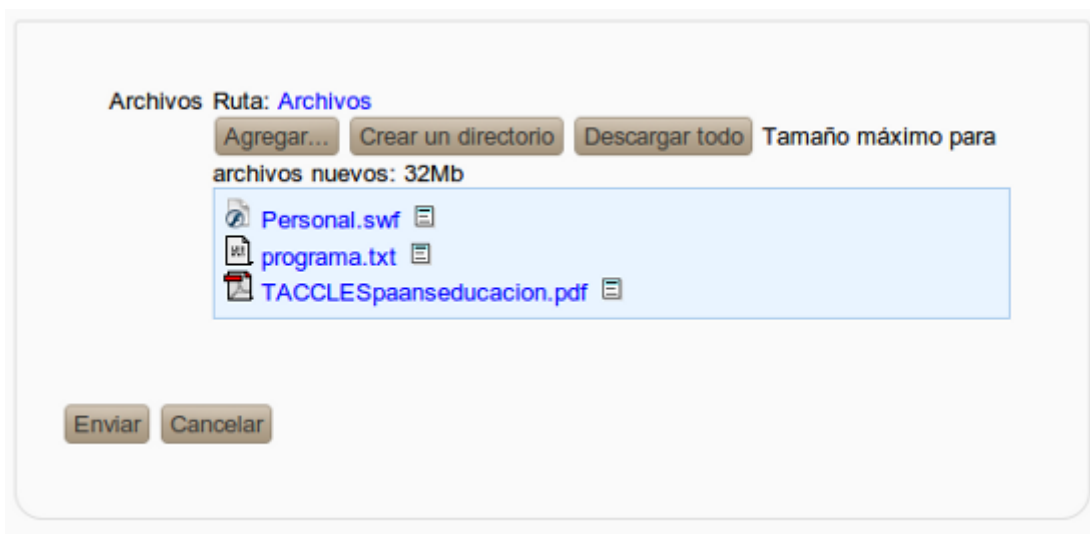 Archivos Ruta: Archivos
Agregar... Crear un directorio Descargar todo Tamaño máximo para
archivos nuevos: 32Mb
Personal.swf
programa.txt
TACCLESpaanseducacion.pdf
Enviar Cancelar